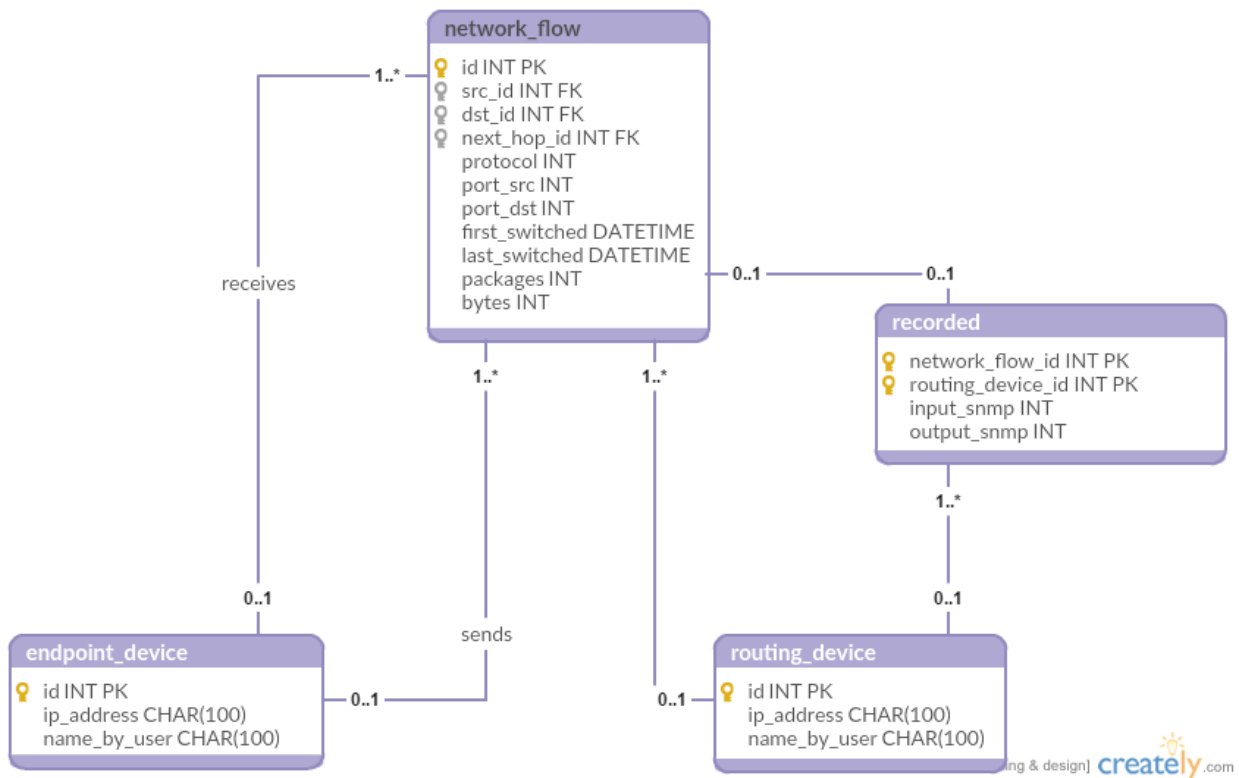 network_flow
id INT PK
src_id INT FK
dst_id INT FK
next_hop_id INT FK
protocol INT
port_src INT
port_dst INT
first_switched DATETIME
last_switched DATETIME
packages INT
bytes INT
1..*
receives
0..1
0..1
recorded
network_flow_id INT PK
routing_device_id INT PK
input_snmp INT
output_snmp INT
1..*
1..*
1..*
0..1
0..1
sends
endpoint_device
id INT PK
ip_address CHAR(100)
name_by_user CHAR(100)
0..1
0..1
routing_device
id INT PK
ip_address CHAR(100)
name_by_user CHAR(100)
ing & design] creately.com